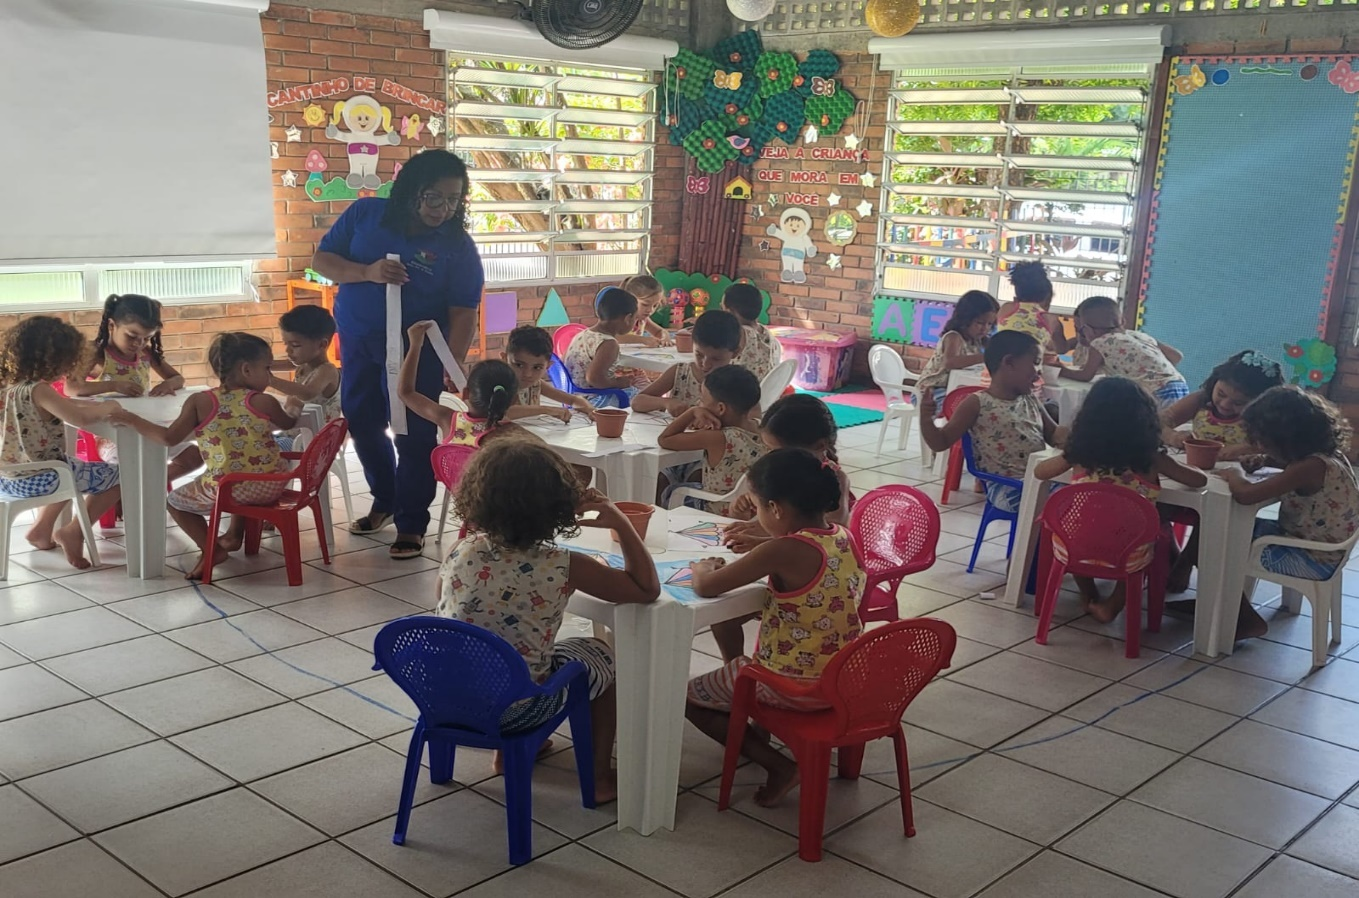 CANTINHO DE BRINCAR
VEJA A CRIANÇA
QUE MORA EM
VOCÊ
A E